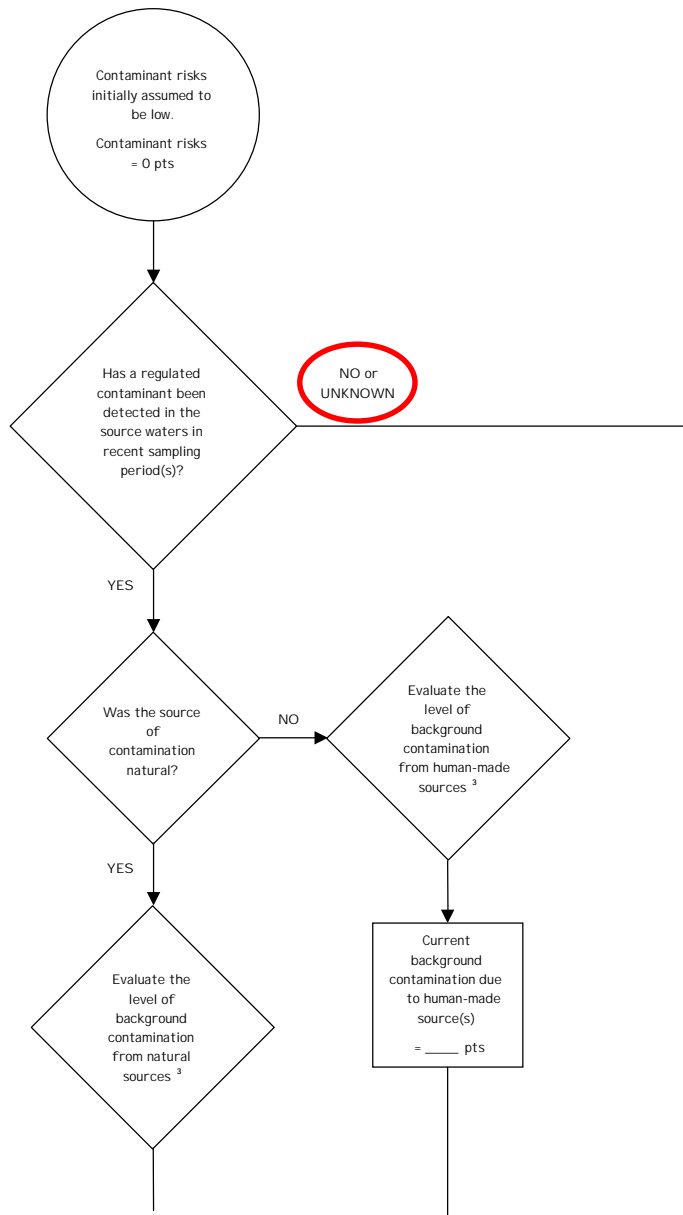 Contaminant risks
initially assumed to
be low.
Contaminant risks
= 0 pts
Has a regulated
contaminant been
detected in the
source waters in
recent sampling
period(s)?
NO or
UNKNOWN
YES
Was the source
of
contamination
natural?
NO
Evaluate the
level of
background
contamination
from human-made
sources ³
YES
Evaluate the
level of
background
contamination
from natural
sources ³
Current
background
contamination due
to human-made
source(s)
= _____ pts